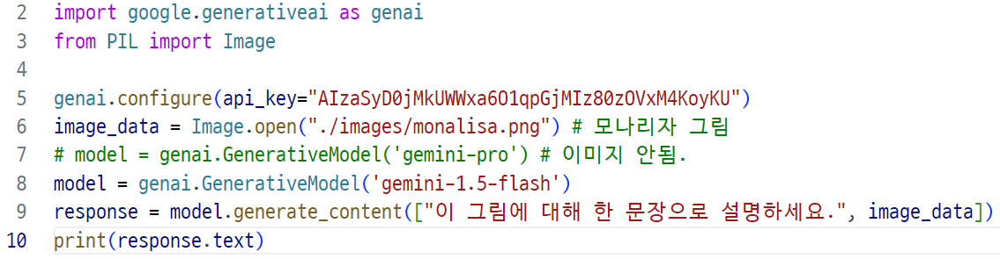 2 import google.generativeai as genai
3 from PIL import Image
4
5 genai.configure(api_key="AIzaSyD0jMkUWWxa6O1qpGjMIz80zOVxM4KoyKU")
6 image_data = Image.open("./images/monalisa.png") # 모나리자 그림
7 # model = genai.GenerativeModel('gemini-pro') # 이미지 안됨.
8 model = genai.GenerativeModel('gemini-1.5-flash')
9 response = model.generate_content(["이 그림에 대해 한 문장으로 설명하세요.", image_data])
10 print(response.text)